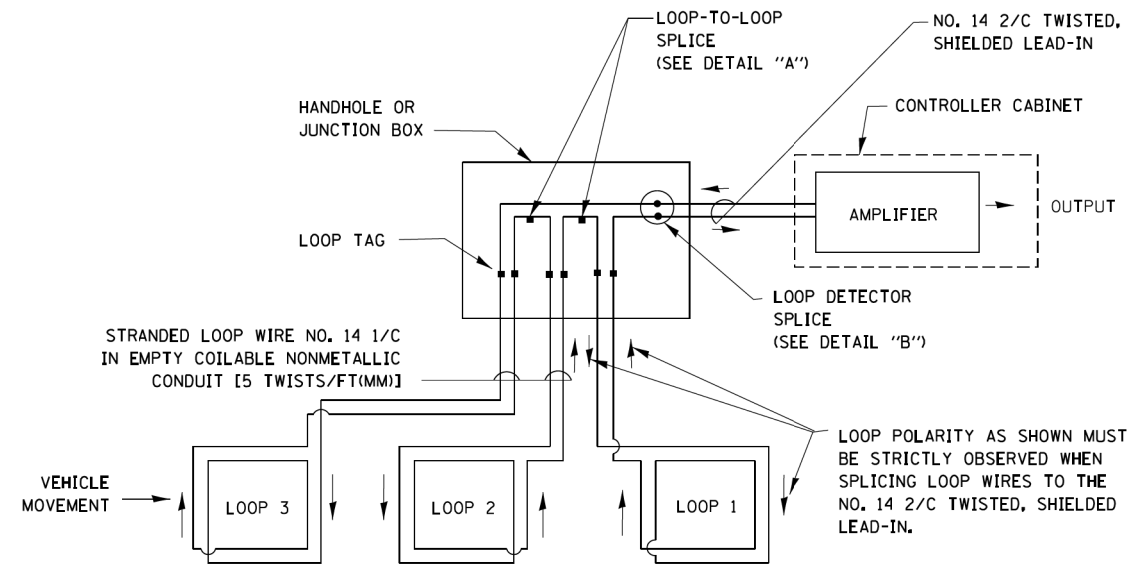 LOOP-TO-LOOP
SPLICE
(SEE DETAIL "A")
NO. 14 2/C TWISTED,
SHIELDED LEAD-IN
HANDHOLE OR
JUNCTION BOX
CONTROLLER CABINET
AMPLIFIER
OUTPUT
LOOP TAG
LOOP DETECTOR
SPLICE
(SEE DETAIL "B")
STRANDED LOOP WIRE NO. 14 1/C
IN EMPTY COILABLE NONMETALLIC
CONDUIT [5 TWISTS/FT(MM)]
LOOP POLARITY AS SHOWN MUST
BE STRICTLY OBSERVED WHEN
SPLICING LOOP WIRES TO THE
NO. 14 2/C TWISTED, SHIELDED
LEAD-IN.
VEHICLE
MOVEMENT
LOOP 3
LOOP 2
LOOP 1